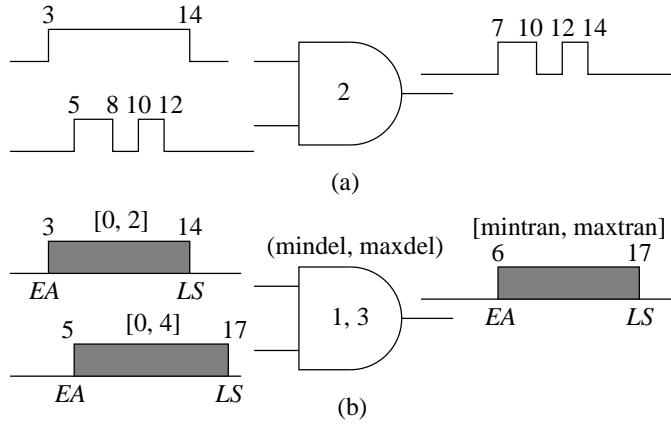 3 14
7 10 12 14
2
5 8 10 12
(a)
3 [0, 2] 14
(mindel, maxdel)
[mintran, maxtran]
6 17
EA LS
1, 3
5 [0, 4] 17
EA LS
EA LS
(b)